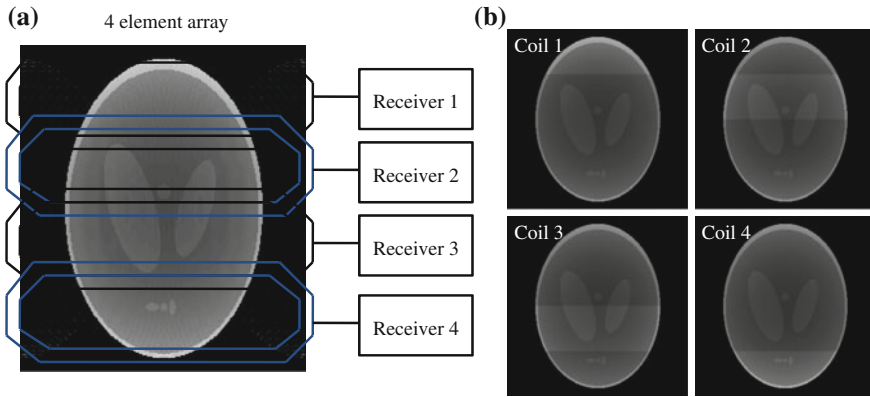 (a)
4 element array
Receiver 1
Receiver 2
Receiver 3
Receiver 4
(b)
Coil 1
Coil 2
Coil 3
Coil 4